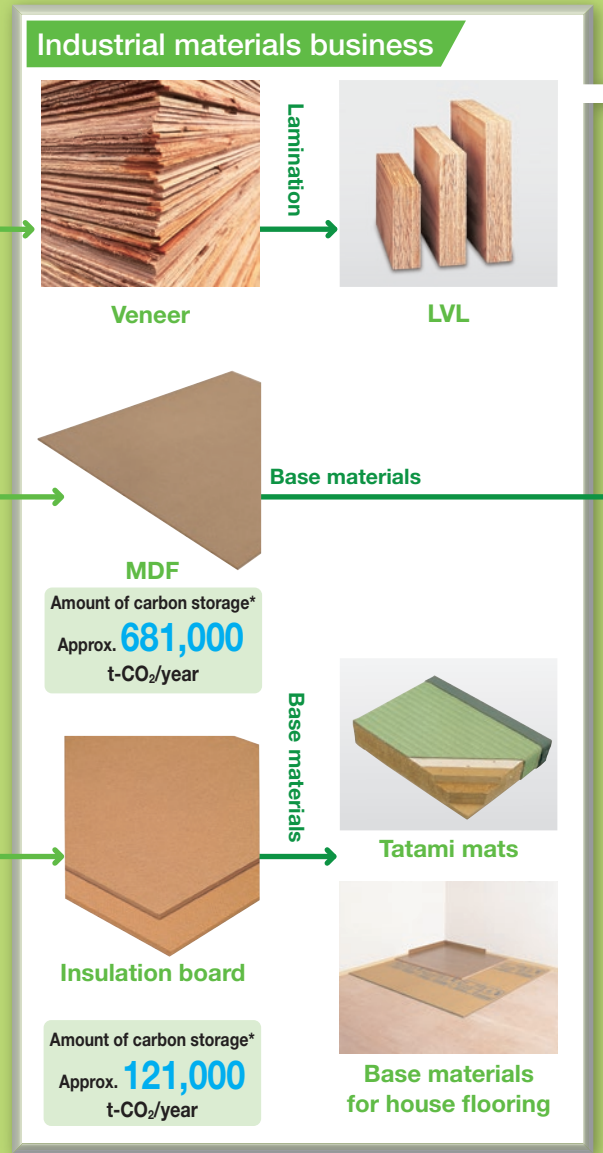 Industrial materials business
Lamination
Veneer
LVL
Base materials
MDF
Amount of carbon storage*
Approx. 681,000
t-CO₂/year
Base materials
Tatami mats
Insulation board
Amount of carbon storage*
Approx. 121,000
t-CO₂/year
Base materials
for house flooring